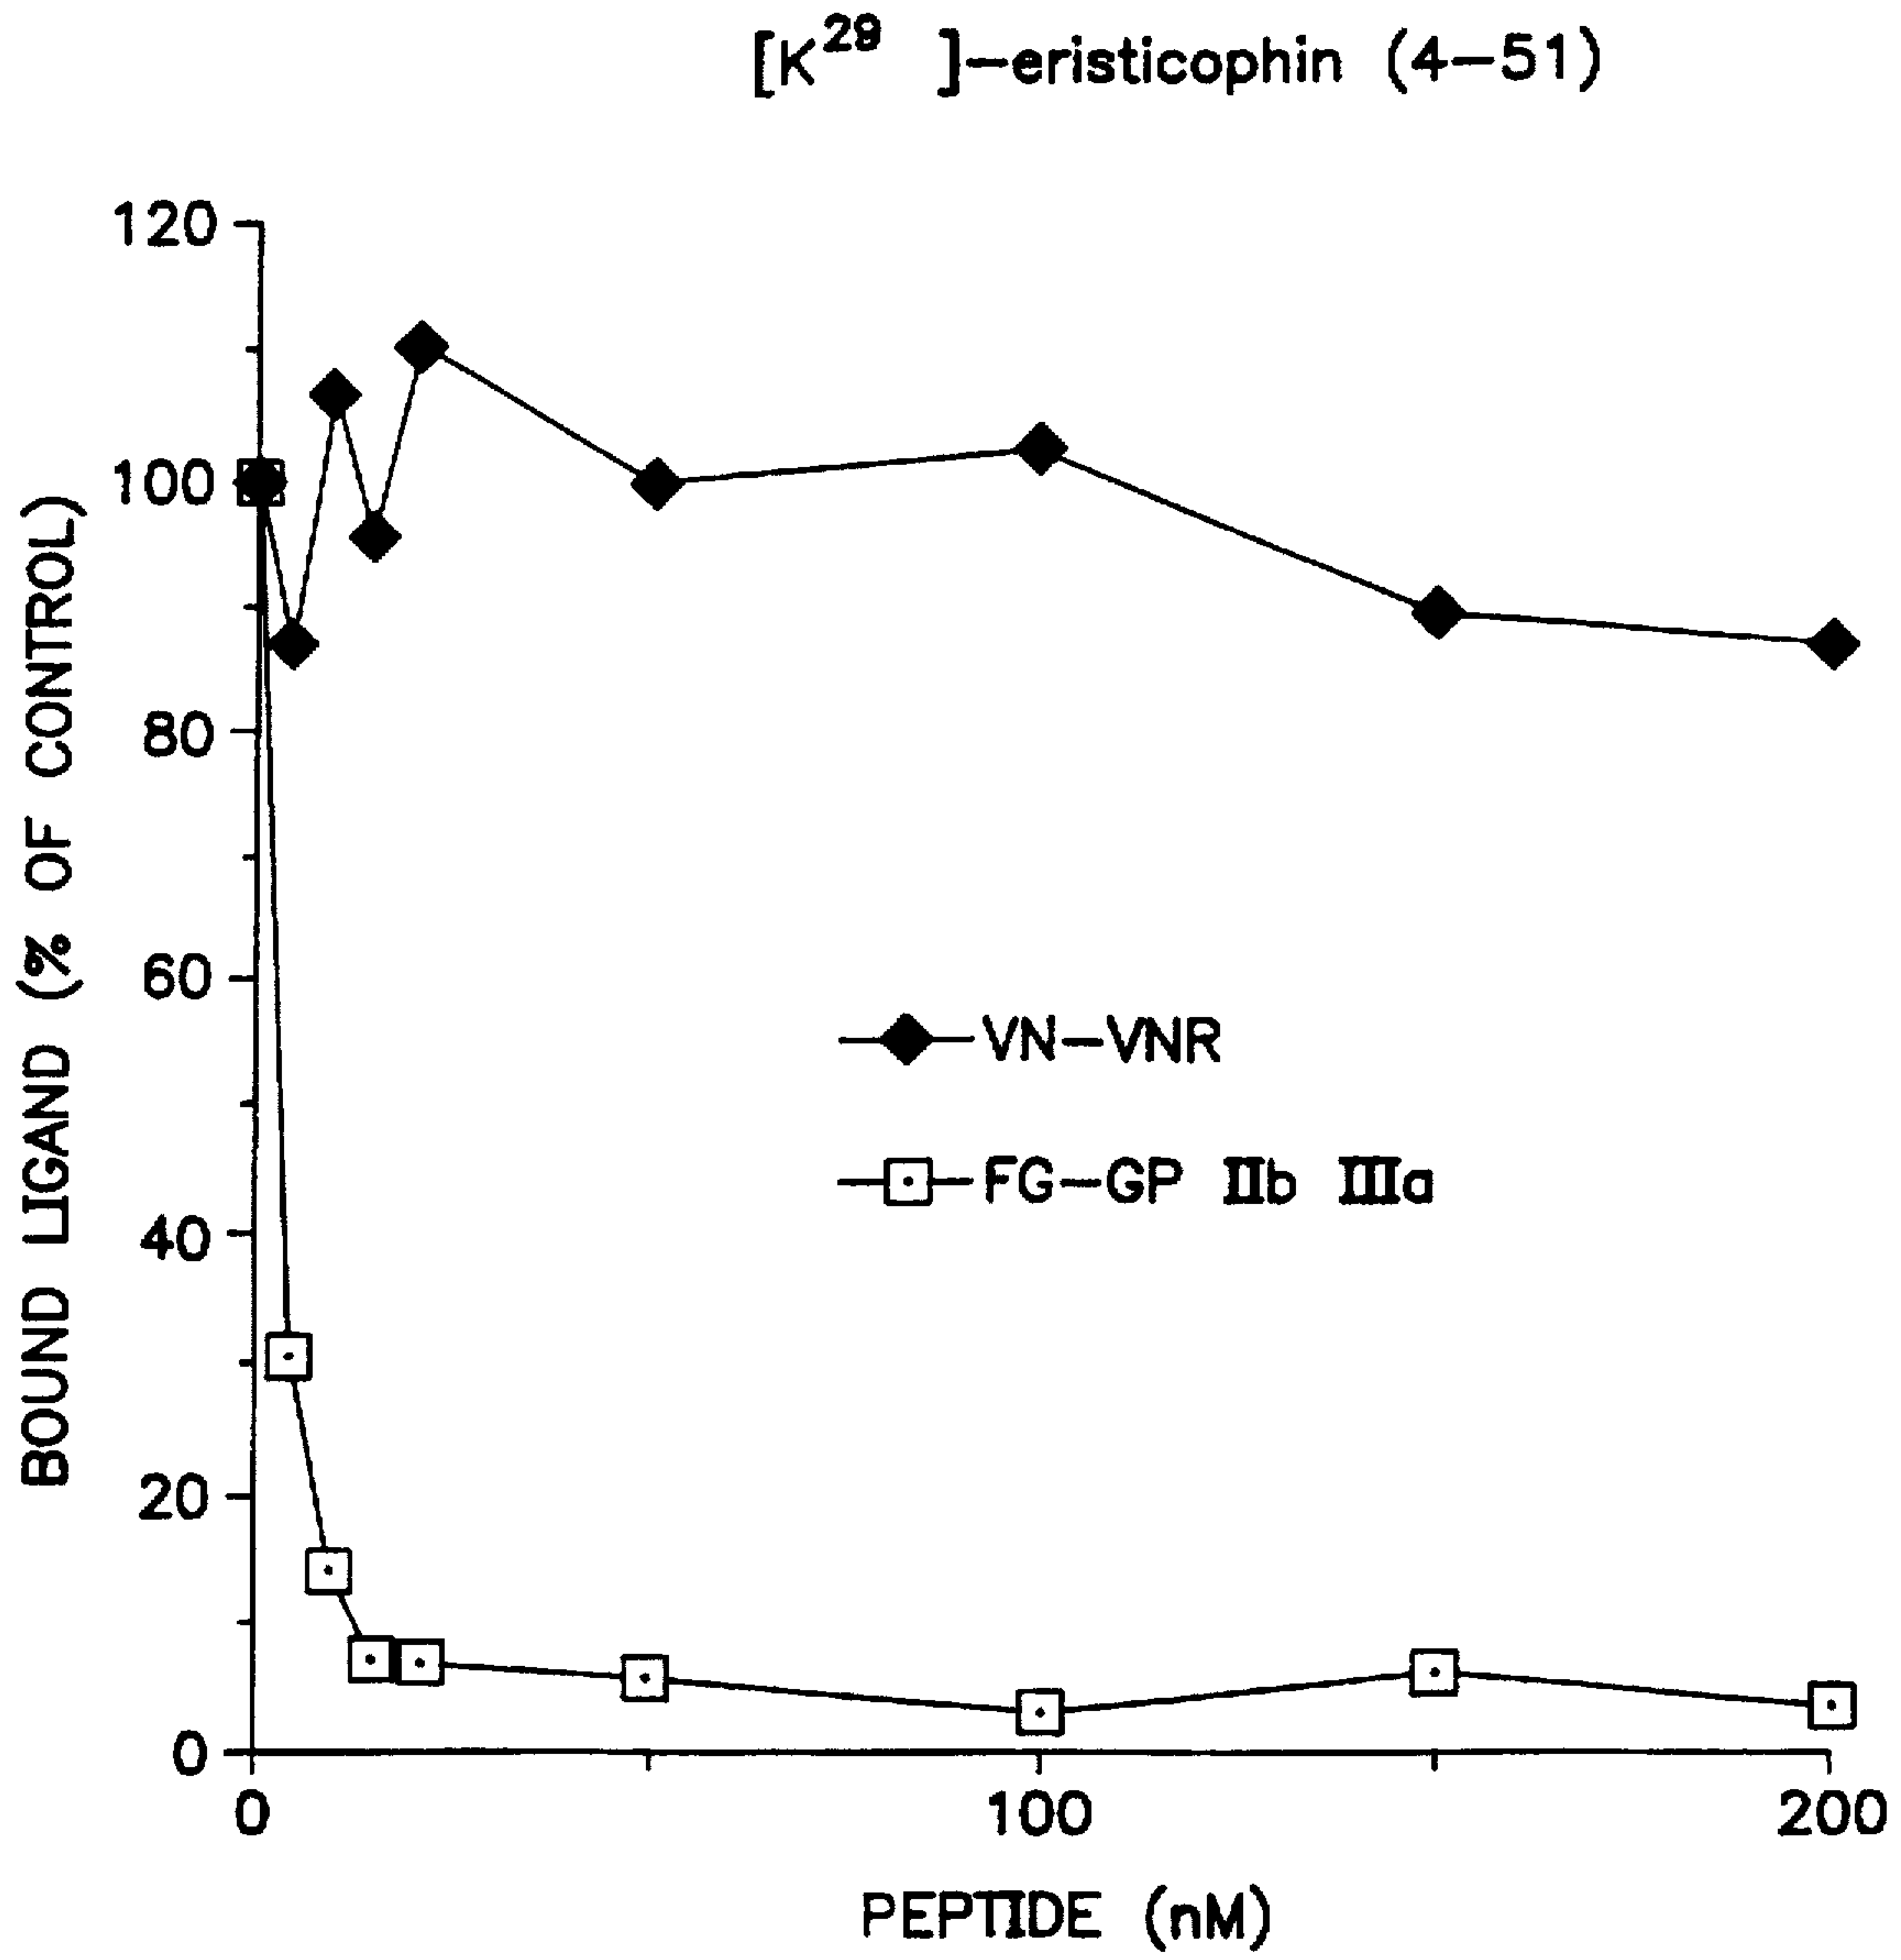 [K²⁹ ]-eristicophin (4-51)
120
100
80
60
40
20
0
BOUND LIGAND (% OF CONTROL)
VN-VNR
FG-GP IIb IIIa
0 100 200
PEPTIDE (nM)